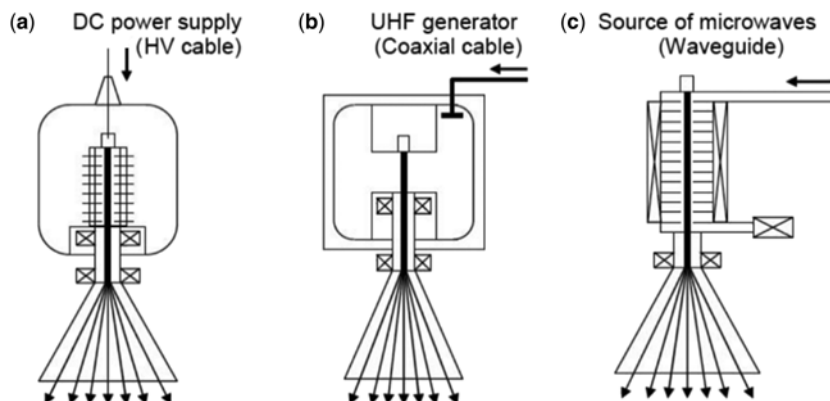 (a) DC power supply
(HV cable)
(b) UHF generator
(Coaxial cable)
(c) Source of microwaves
(Waveguide)